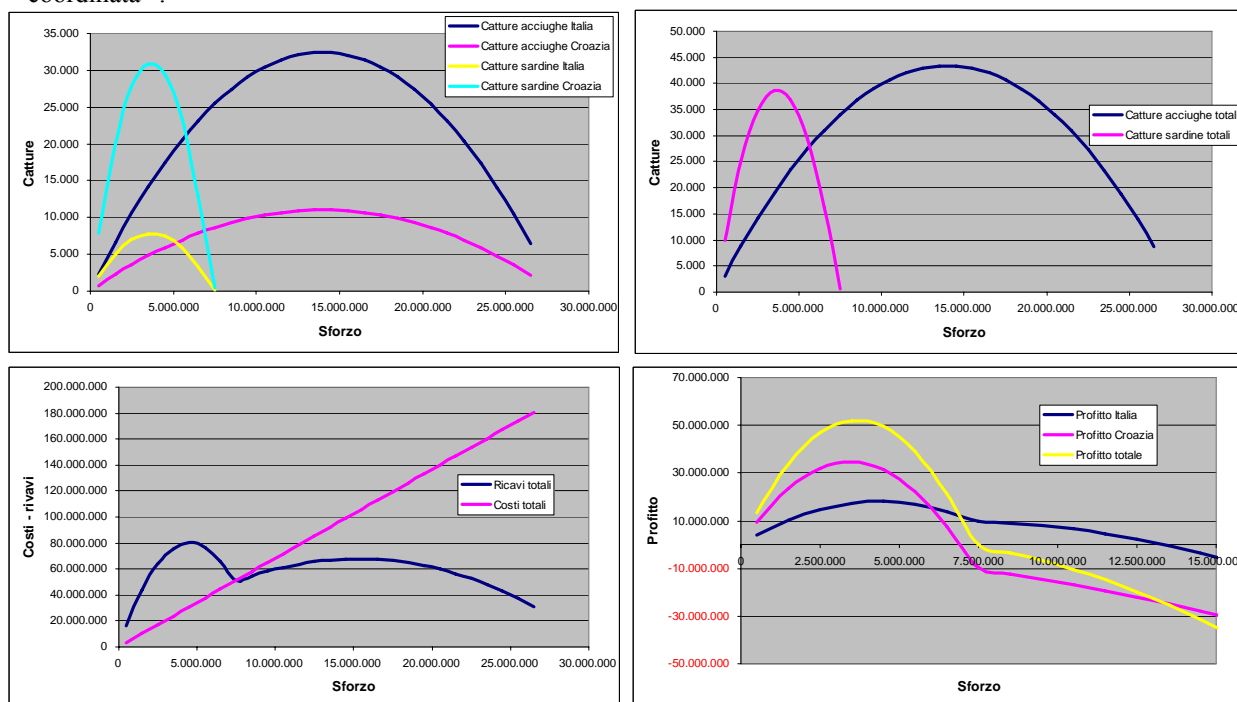 coordinata" .
35.000
30.000
25.000
20.000
15.000
10.000
5.000
0
Catture
Catture acciughe Italia
Catture acciughe Croazia
Catture sardine Italia
Catture sardine Croazia
0 5.000.000 10.000.000 15.000.000 20.000.000 25.000.000 30.000.000
Sforzo
50.000
45.000
40.000
35.000
30.000
25.000
20.000
15.000
10.000
5.000
0
Catture
Catture acciughe totali
Catture sardine totali
0 5.000.000 10.000.000 15.000.000 20.000.000 25.000.000 30.000.000
Sforzo
200.000.000
180.000.000
160.000.000
140.000.000
120.000.000
100.000.000
80.000.000
60.000.000
40.000.000
20.000.000
0
Costi - rivavi
Ricavi totali
Costi totali
0 5.000.000 10.000.000 15.000.000 20.000.000 25.000.000 30.000.000
Sforzo
70.000.000
50.000.000
30.000.000
10.000.000
-10.000.000
-30.000.000
-50.000.000
Profitto
Profitto Italia
Profitto Croazia
Profitto totale
0 2.500.000 5.000.000 7.500.000 10.000.000 12.500.000 15.000.000
Sforzo